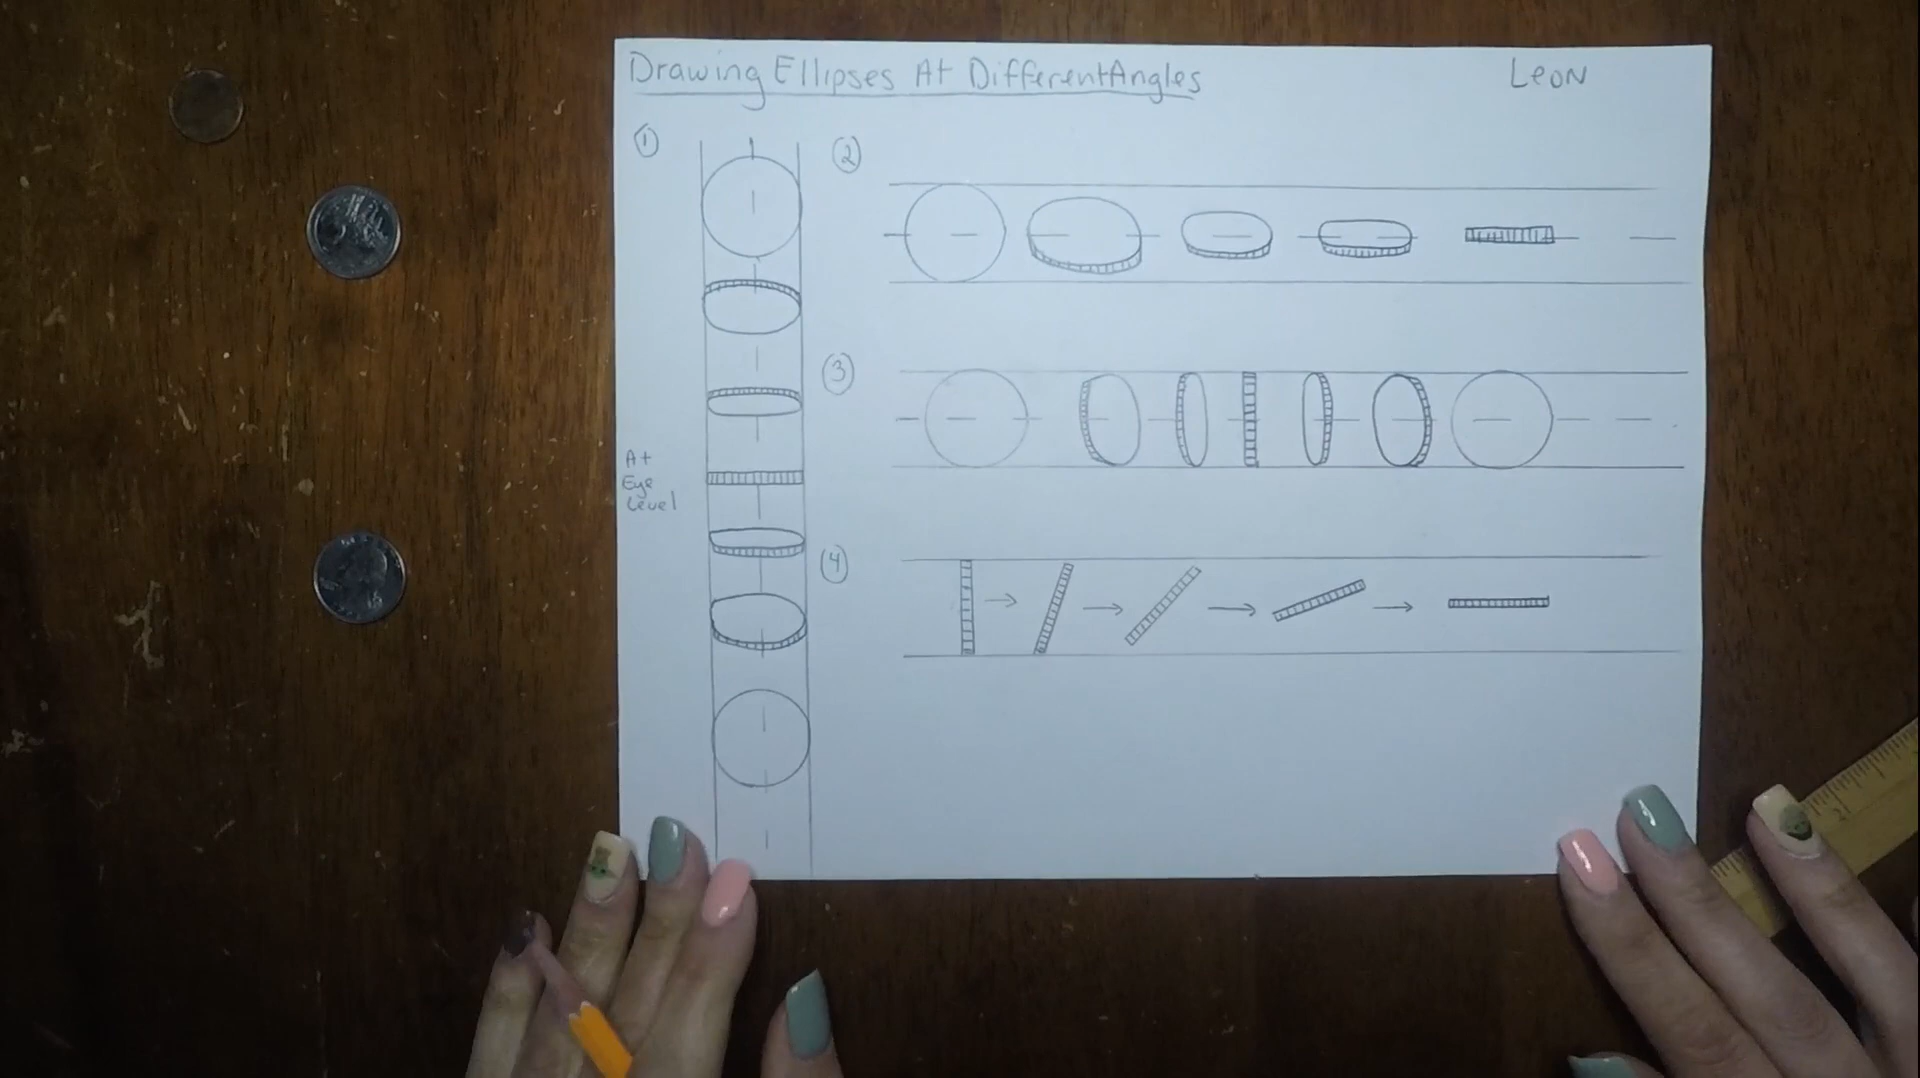 Drawing Ellipses At Different Angles
Leon
1
2
3
At
Eye
Level
4